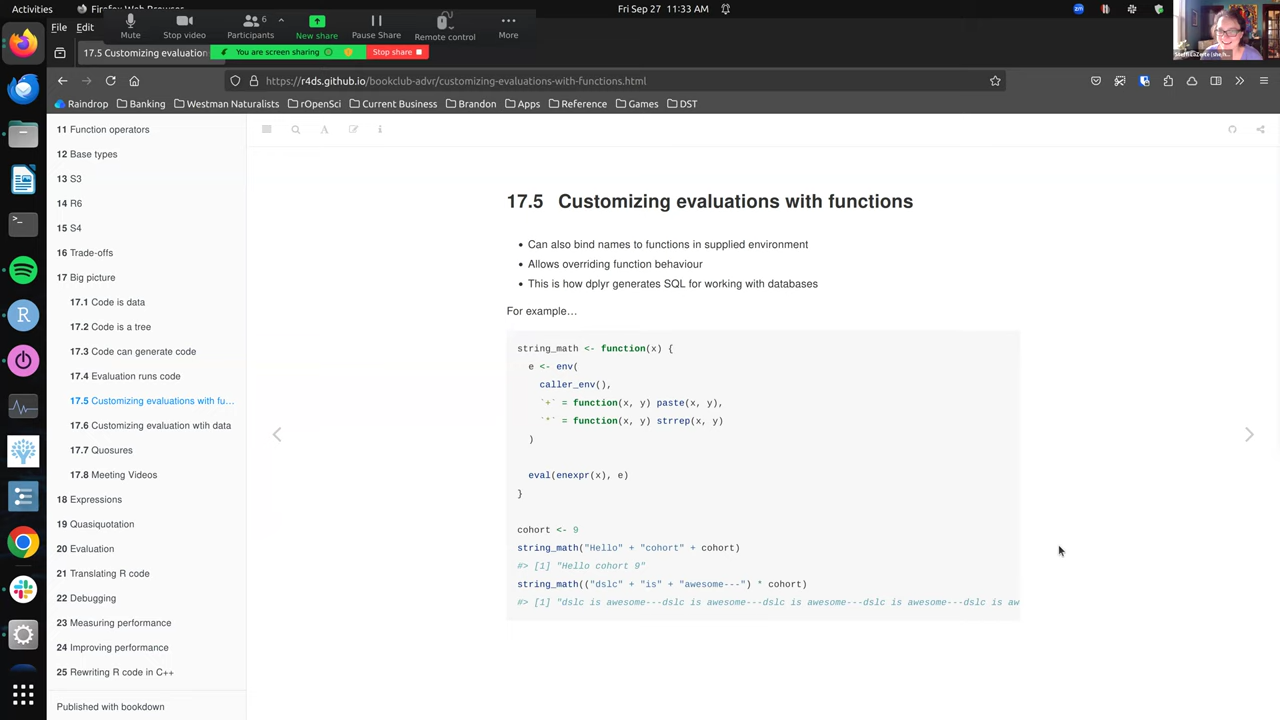 Activities
Firefox Web Browser
Fri Sep 27 11:33 AM
File Edit
Mute
Stop video
6
Participants
New share
Pause Share
Remote control
More
You are screen sharing
Stop share
17.5 Customizing evaluation
https://r4ds.github.io/bookclub-advr/customizing-evaluations-with-functions.html
Raindrop
Banking
Westman Naturalists
rOpenSci
Current Business
Brandon
Apps
Reference
Games
DST
11 Function operators
12 Base types
13 S3
14 R6
15 S4
16 Trade-offs
17 Big picture
17.1 Code is data
17.2 Code is a tree
17.3 Code can generate code
17.4 Evaluation runs code
17.5 Customizing evaluations with fu…
17.6 Customizing evaluation wtih data
17.7 Quosures
17.8 Meeting Videos
18 Expressions
19 Quasiquotation
20 Evaluation
21 Translating R code
22 Debugging
23 Measuring performance
24 Improving performance
25 Rewriting R code in C++
Published with bookdown
17.5 Customizing evaluations with functions
• Can also bind names to functions in supplied environment
• Allows overriding function behaviour
• This is how dplyr generates SQL for working with databases
For example…
string_math <- function(x) {
e <- env(
caller_env(),
`+` = function(x, y) paste(x, y),
`*` = function(x, y) strrep(x, y)
)
eval(enexpr(x), e)
}
cohort <- 9
string_math("Hello" + "cohort" + cohort)
#> [1] "Hello cohort 9"
string_math(("dslc" + "is" + "awesome---") * cohort)
#> [1] "dslc is awesome---dslc is awesome---dslc is awesome---dslc is awesome---dslc is aw